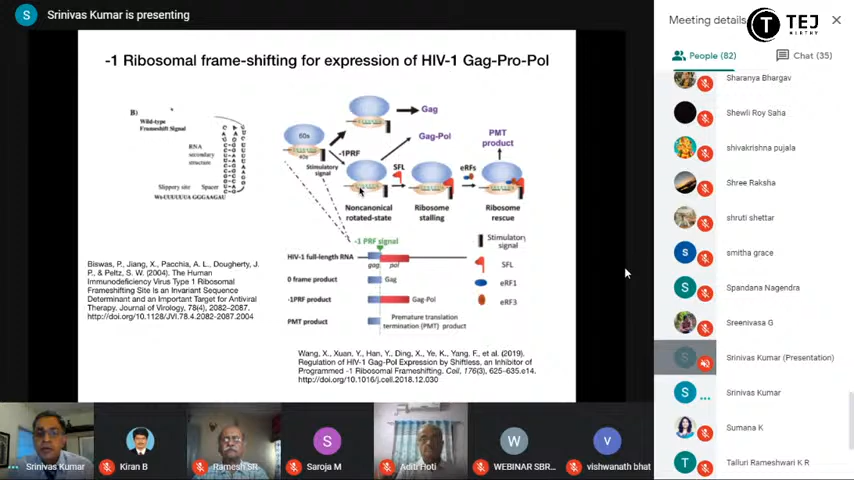 S Srinivas Kumar is presenting
-1 Ribosomal frame-shifting for expression of HIV-1 Gag-Pro-Pol
B)
Wild-type
Frameshift Signal
RNA
secondary
structure
Slippery site Spacer
60s
40s
Stimulatory
signal
-1PRF
Gag
Gag-Pol
PMT
product
SFL
eRFs
Noncanonical
rotated-state
Ribosome
stalling
Ribosome
rescue
-1 PRF signal
HIV-1 full-length RNA
gag pol
0 frame product
Gag
-1PRF product
Gag-Pol
PMT product
Premature translation
termination (PMT) product
Stimulatory
signal
SFL
eRF1
eRF3
Biswas, P., Jiang, X., Pacchia, A. L., Dougherty, J.
P., & Peltz, S. W. (2004). The Human
Immunodeficiency Virus Type 1 Ribosomal
Frameshifting Site Is an Invariant Sequence
Determinant and an Important Target for Antiviral
Therapy. Journal of Virology, 78(4), 2082–2087.
http://doi.org/10.1128/JVI.78.4.2082-2087.2004
Wang, X., Xuan, Y., Han, Y., Ding, X., Ye, K., Yang, F., et al. (2019).
Regulation of HIV-1 Gag-Pol Expression by Shiftless, an Inhibitor of
Programmed -1 Ribosomal Frameshifting. Cell, 176(3), 625–635.e14.
http://doi.org/10.1016/j.cell.2018.12.030
Srinivas Kumar
Kiran B
Ramesh SR
S
Saroja M
Aditi Hoti
W
WEBINAR SBR...
v
vishwanath bhat
Meeting details
T TEJ
People (82)
Chat (35)
Sharanya Bhargav
Shewli Roy Saha
shivakrishna pujala
Shree Raksha
shruti shettar
s smitha grace
S Spandana Nagendra
Sreenivasa G
S Srinivas Kumar (Presentation)
S Srinivas Kumar
Sumana K
T Talluri Rameshwari K R